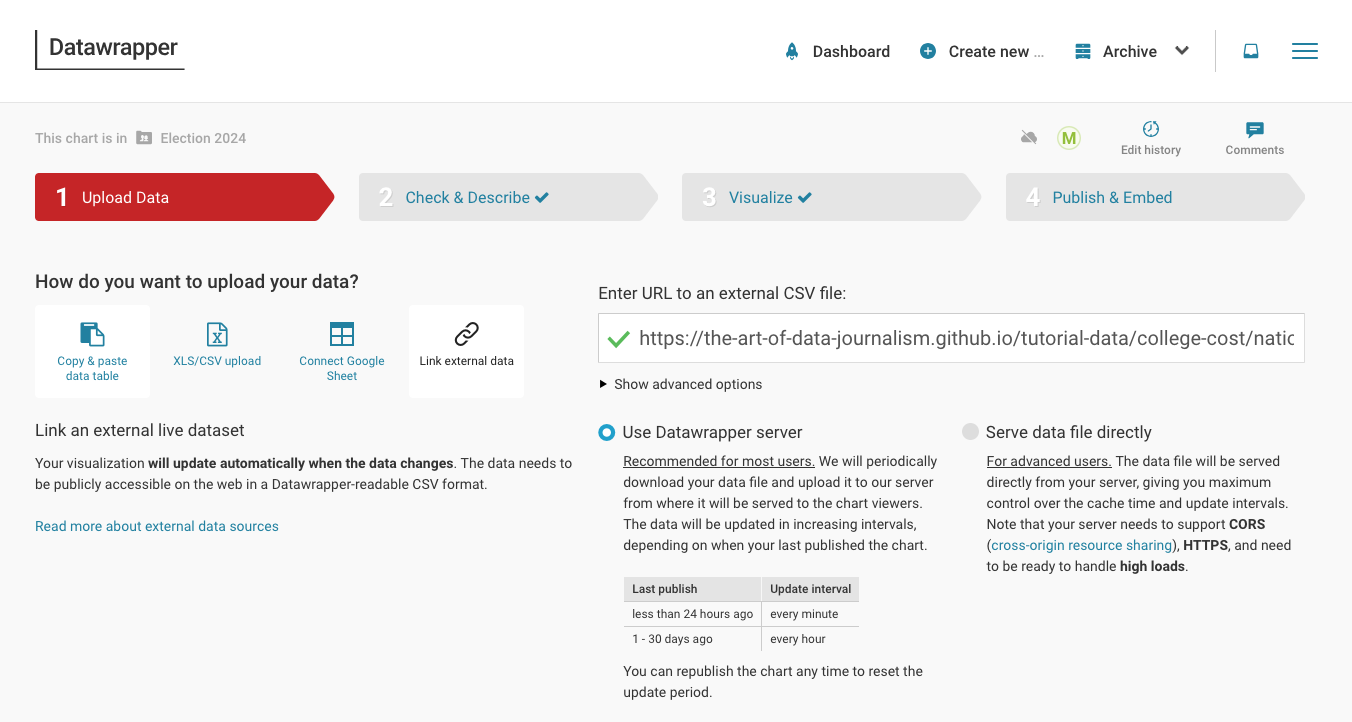 Datawrapper
Dashboard
Create new ...
Archive
This chart is in Election 2024
M
Edit history
Comments
1 Upload Data
2 Check & Describe
3 Visualize
4 Publish & Embed
How do you want to upload your data?
Copy & paste
data table
XLS/CSV upload
Connect Google
Sheet
Link external data
Link an external live dataset
Your visualization will update automatically when the data changes. The data needs to
be publicly accessible on the web in a Datawrapper-readable CSV format.
Read more about external data sources
Enter URL to an external CSV file:
https://the-art-of-data-journalism.github.io/tutorial-data/college-cost/natic
Show advanced options
Use Datawrapper server
Recommended for most users. We will periodically
download your data file and upload it to our server
from where it will be served to the chart viewers.
The data will be updated in increasing intervals,
depending on when your last published the chart.
Last publish Update interval
less than 24 hours ago every minute
1 - 30 days ago every hour
You can republish the chart any time to reset the
update period.
Serve data file directly
For advanced users. The data file will be served
directly from your server, giving you maximum
control over the cache time and update intervals.
Note that your server needs to support CORS
(cross-origin resource sharing), HTTPS, and need
to be ready to handle high loads.